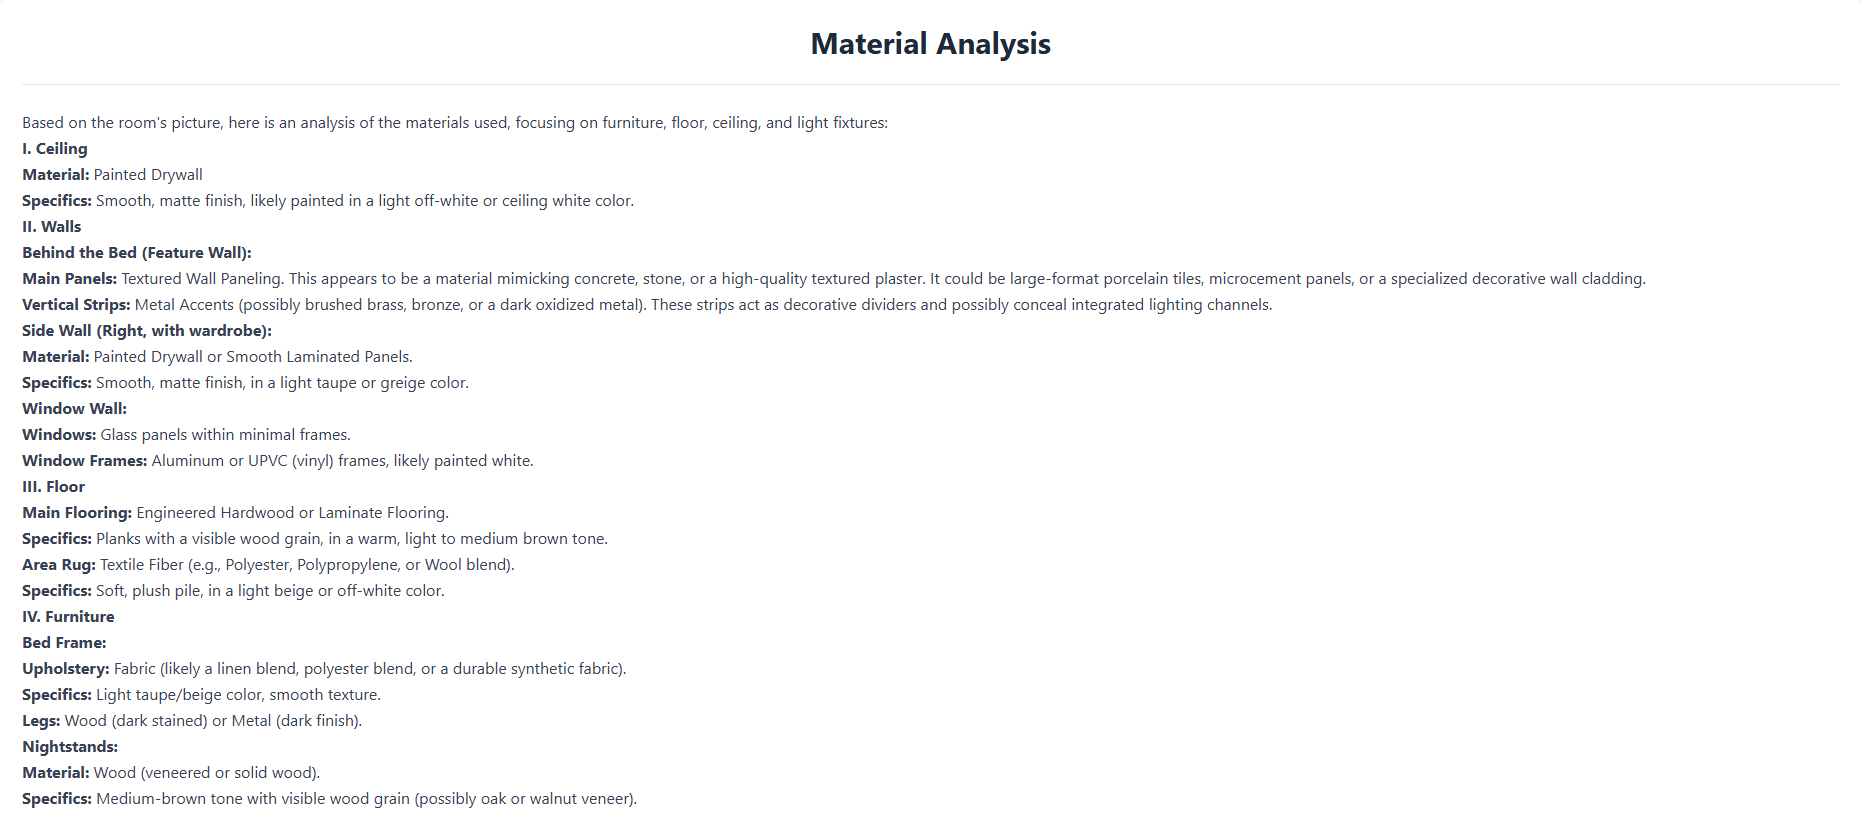 Material Analysis
Based on the room's picture, here is an analysis of the materials used, focusing on furniture, floor, ceiling, and light fixtures:
I. Ceiling
Material: Painted Drywall
Specifics: Smooth, matte finish, likely painted in a light off-white or ceiling white color.
II. Walls
Behind the Bed (Feature Wall):
Main Panels: Textured Wall Paneling. This appears to be a material mimicking concrete, stone, or a high-quality textured plaster. It could be large-format porcelain tiles, microcement panels, or a specialized decorative wall cladding.
Vertical Strips: Metal Accents (possibly brushed brass, bronze, or a dark oxidized metal). These strips act as decorative dividers and possibly conceal integrated lighting channels.
Side Wall (Right, with wardrobe):
Material: Painted Drywall or Smooth Laminated Panels.
Specifics: Smooth, matte finish, in a light taupe or greige color.
Window Wall:
Windows: Glass panels within minimal frames.
Window Frames: Aluminum or UPVC (vinyl) frames, likely painted white.
III. Floor
Main Flooring: Engineered Hardwood or Laminate Flooring.
Specifics: Planks with a visible wood grain, in a warm, light to medium brown tone.
Area Rug: Textile Fiber (e.g., Polyester, Polypropylene, or Wool blend).
Specifics: Soft, plush pile, in a light beige or off-white color.
IV. Furniture
Bed Frame:
Upholstery: Fabric (likely a linen blend, polyester blend, or a durable synthetic fabric).
Specifics: Light taupe/beige color, smooth texture.
Legs: Wood (dark stained) or Metal (dark finish).
Nightstands:
Material: Wood (veneered or solid wood).
Specifics: Medium-brown tone with visible wood grain (possibly oak or walnut veneer).